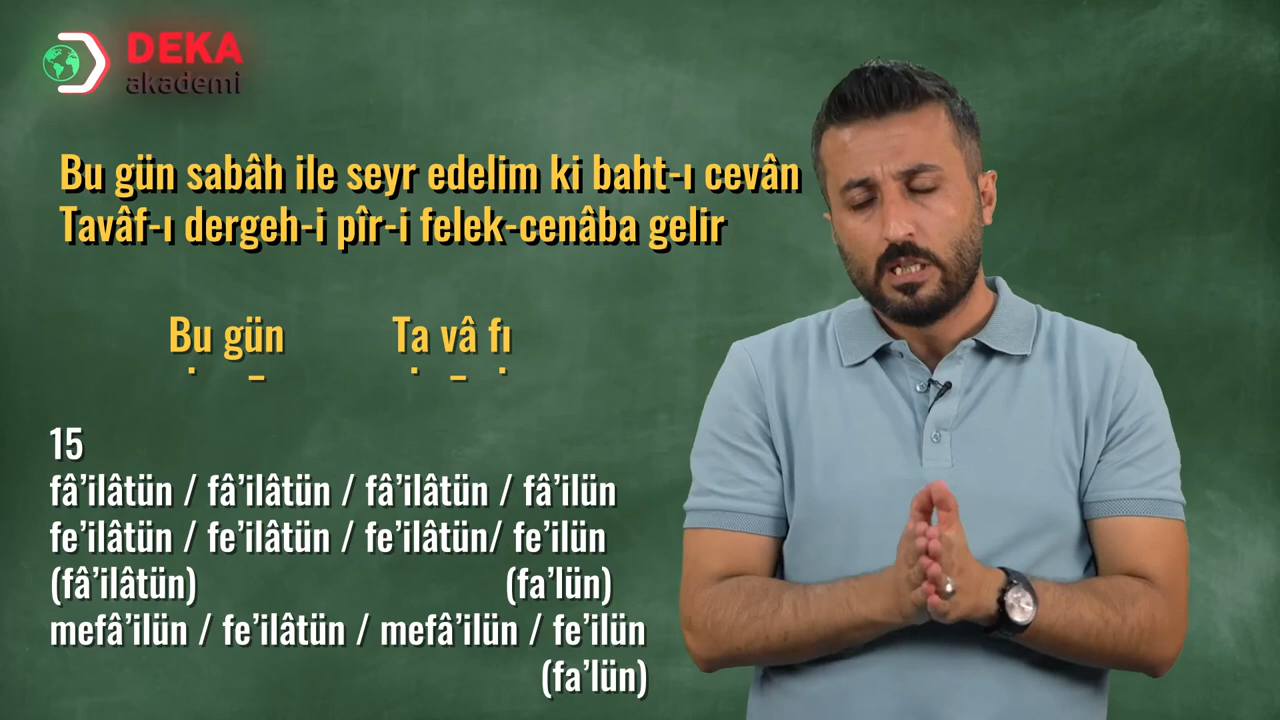 DEKA
akademi
Bu gün sabâh ile seyr edelim ki baht-ı cevân
Tavâf-ı dergeh-i pîr-i felek-cenâba gelir
Bu gün Ta vâ fı
. _ . _ .
15
fâ’ilâtün / fâ’ilâtün / fâ’ilâtün / fâ’ilün
fe’ilâtün / fe’ilâtün / fe’ilâtün/ fe’ilün
(fâ’ilâtün) (fa’lün)
mefâ’ilün / fe’ilâtün / mefâ’ilün / fe’ilün
(fa’lün)